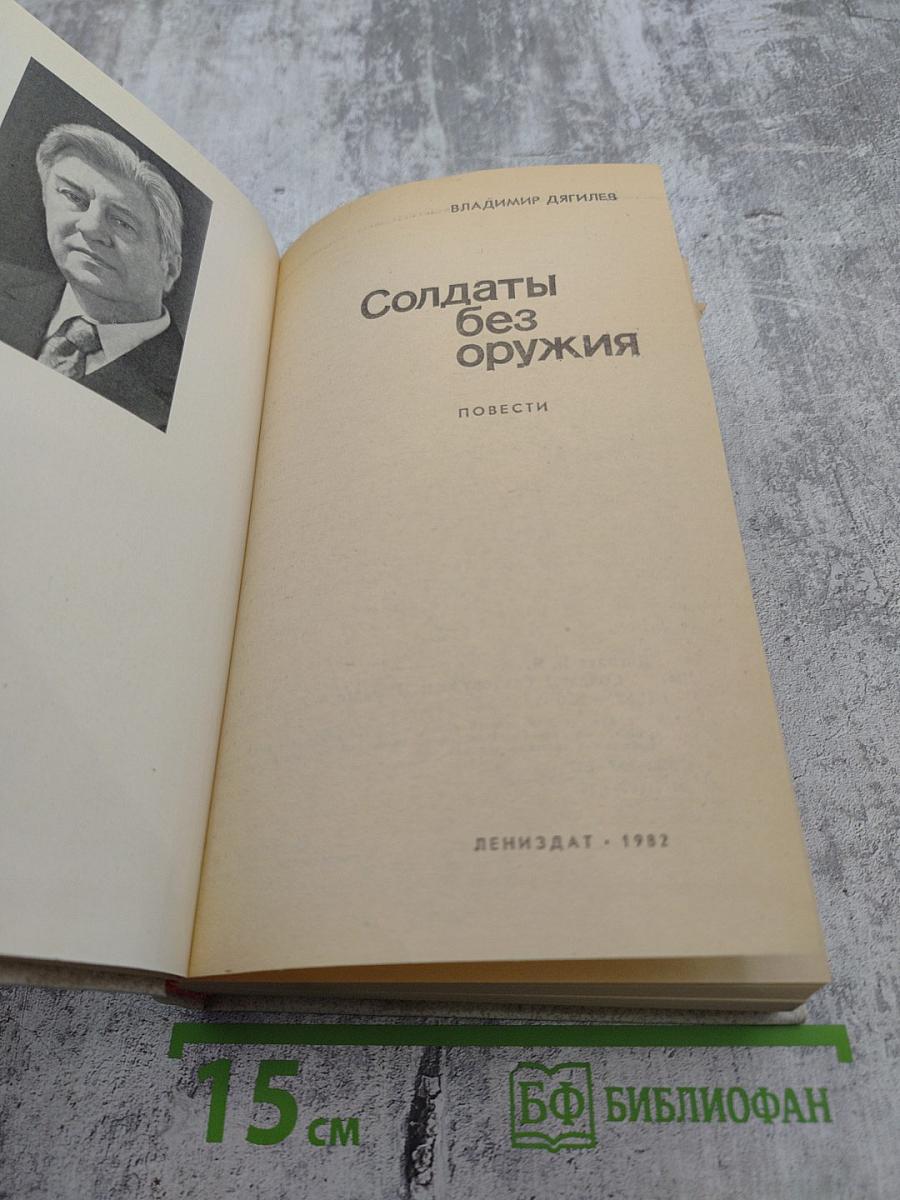 ВЛАДИМИР ДЯГИЛЕВ
Солдаты
без
оружия
ПОВЕСТИ
ЛЕНИЗДАТ • 1982
15 см
БФ БИБЛИОФАН